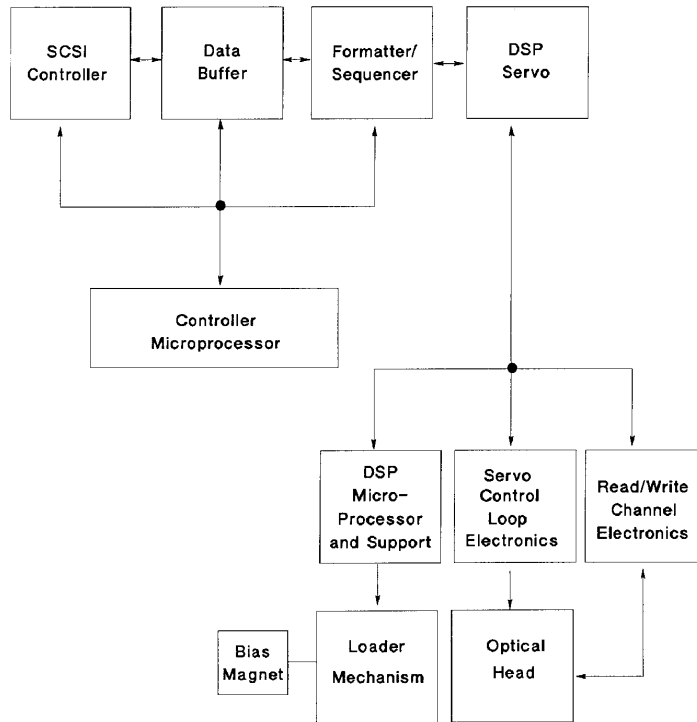 SCSI
Controller
Data
Buffer
Formatter/
Sequencer
DSP
Servo
Controller
Microprocessor
DSP
Micro-
Processor
and Support
Servo
Control
Loop
Electronics
Read/Write
Channel
Electronics
Bias
Magnet
Loader
Mechanism
Optical
Head